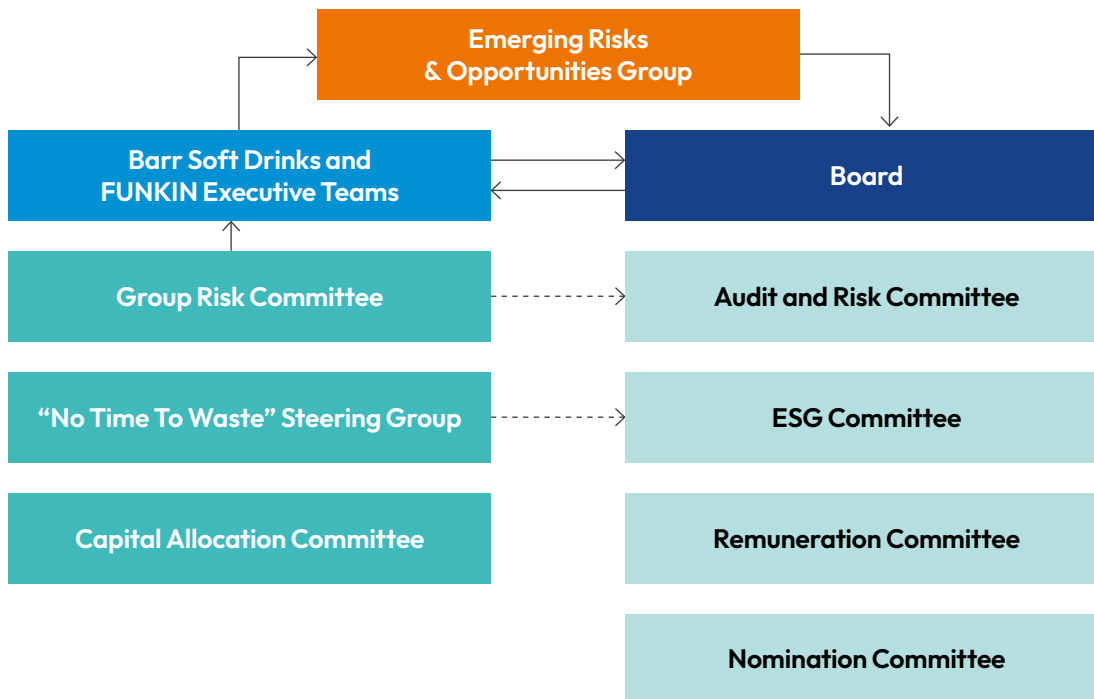 Emerging Risks
& Opportunities Group
Barr Soft Drinks and
FUNKIN Executive Teams
Board
Group Risk Committee
Audit and Risk Committee
“No Time To Waste” Steering Group
ESG Committee
Capital Allocation Committee
Remuneration Committee
Nomination Committee